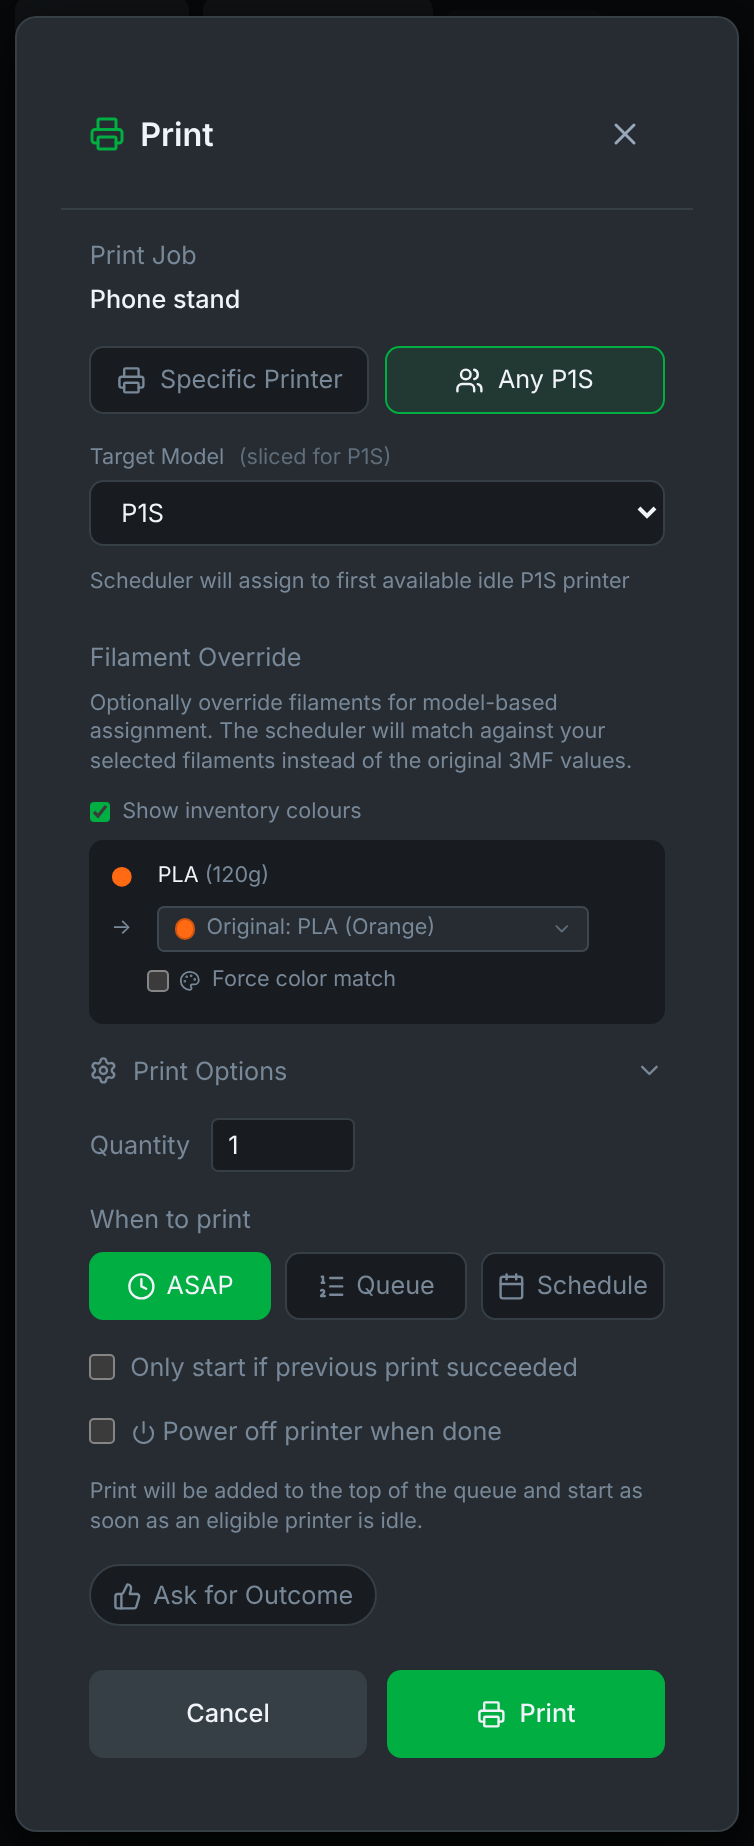 Print
Print Job
Phone stand
Specific Printer
Any P1S
Target Model (sliced for P1S)
P1S
Scheduler will assign to first available idle P1S printer
Filament Override
Optionally override filaments for model-based
assignment. The scheduler will match against your
selected filaments instead of the original 3MF values.
Show inventory colours
PLA (120g)
→ Original: PLA (Orange)
Force color match
Print Options
Quantity 1
When to print
ASAP
Queue
Schedule
Only start if previous print succeeded
Power off printer when done
Print will be added to the top of the queue and start as
soon as an eligible printer is idle.
Ask for Outcome
Cancel
Print